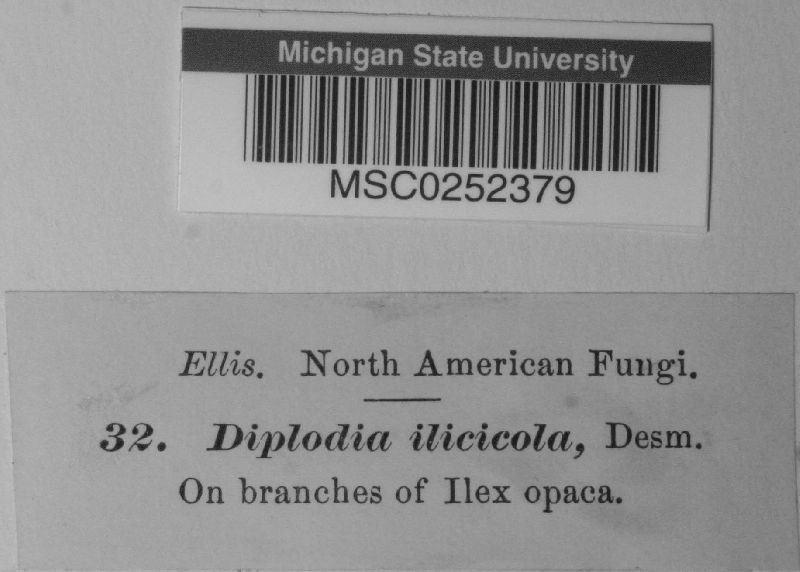 Michigan State University
MSC0252379
Ellis. North American Fungi.
32. Diplodia ilicicola, Desm.
On branches of Ilex opaca.